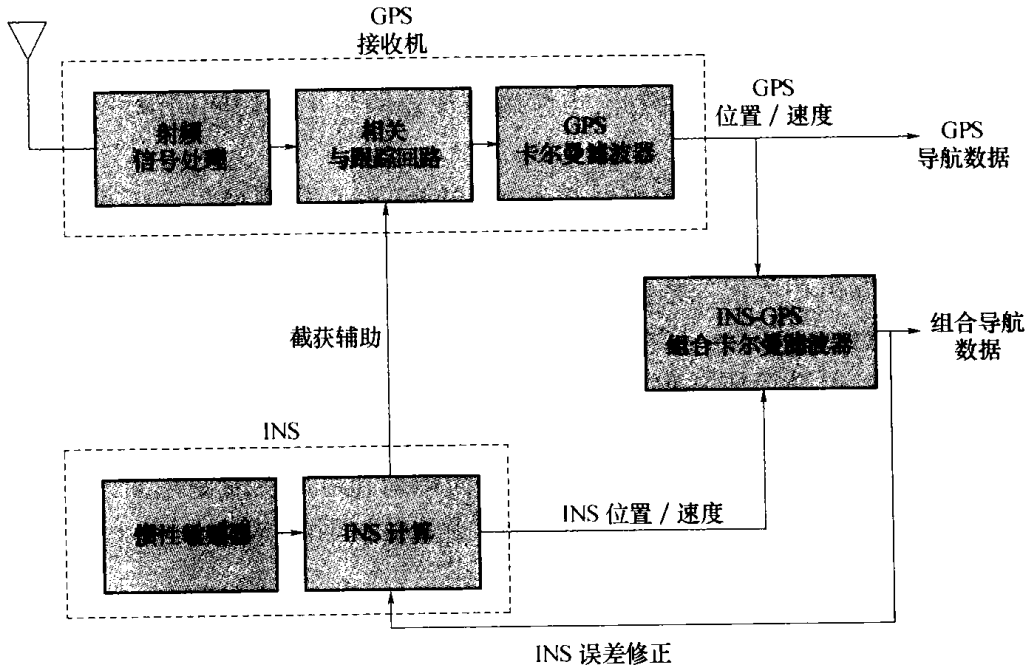 GPS
接收机
射频
信号处理
相关
与跟踪回路
GPS
卡尔曼滤波器
GPS
位置 / 速度
GPS
导航数据
INS-GPS
组合卡尔曼滤波器
组合导航
数据
截获辅助
INS
惯性敏感器
INS 计算
INS 位置 / 速度
INS 误差修正